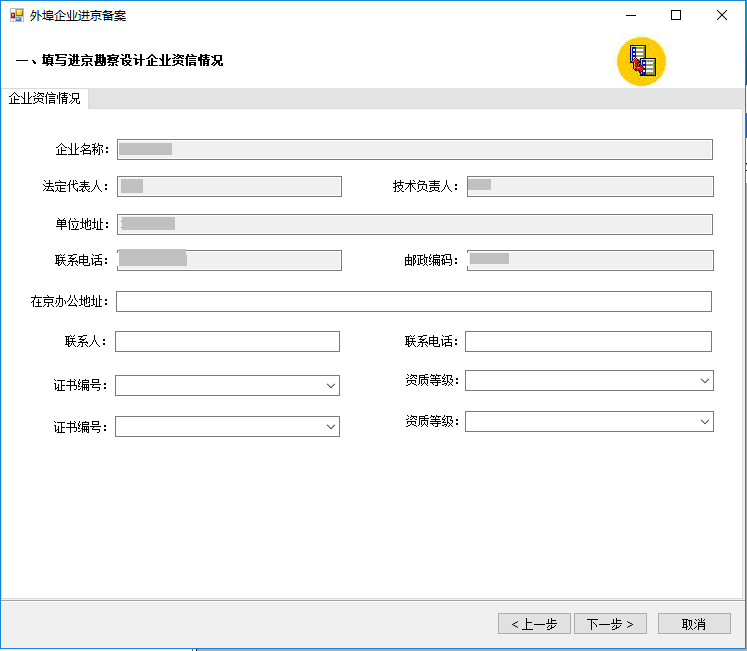 外埠企业进京备案
一、填写进京勘察设计企业资信情况
企业资信情况
企业名称：
法定代表人： 技术负责人：
单位地址：
联系电话： 邮政编码：
在京办公地址：
联系人： 联系电话：
证书编号： 资质等级：
证书编号： 资质等级：
< 上一步 下一步 > 取消